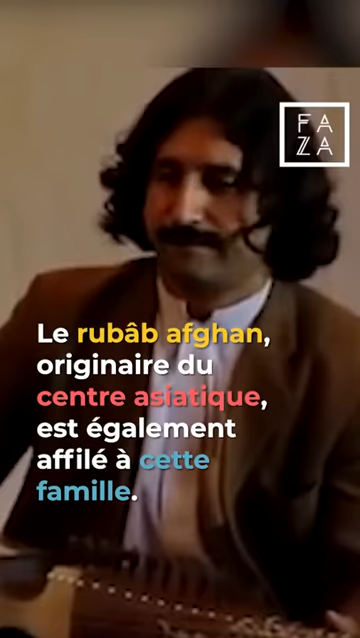 FA
ZA
Le rubâb afghan,
originaire du
centre asiatique,
est également
affilé à cette
famille.